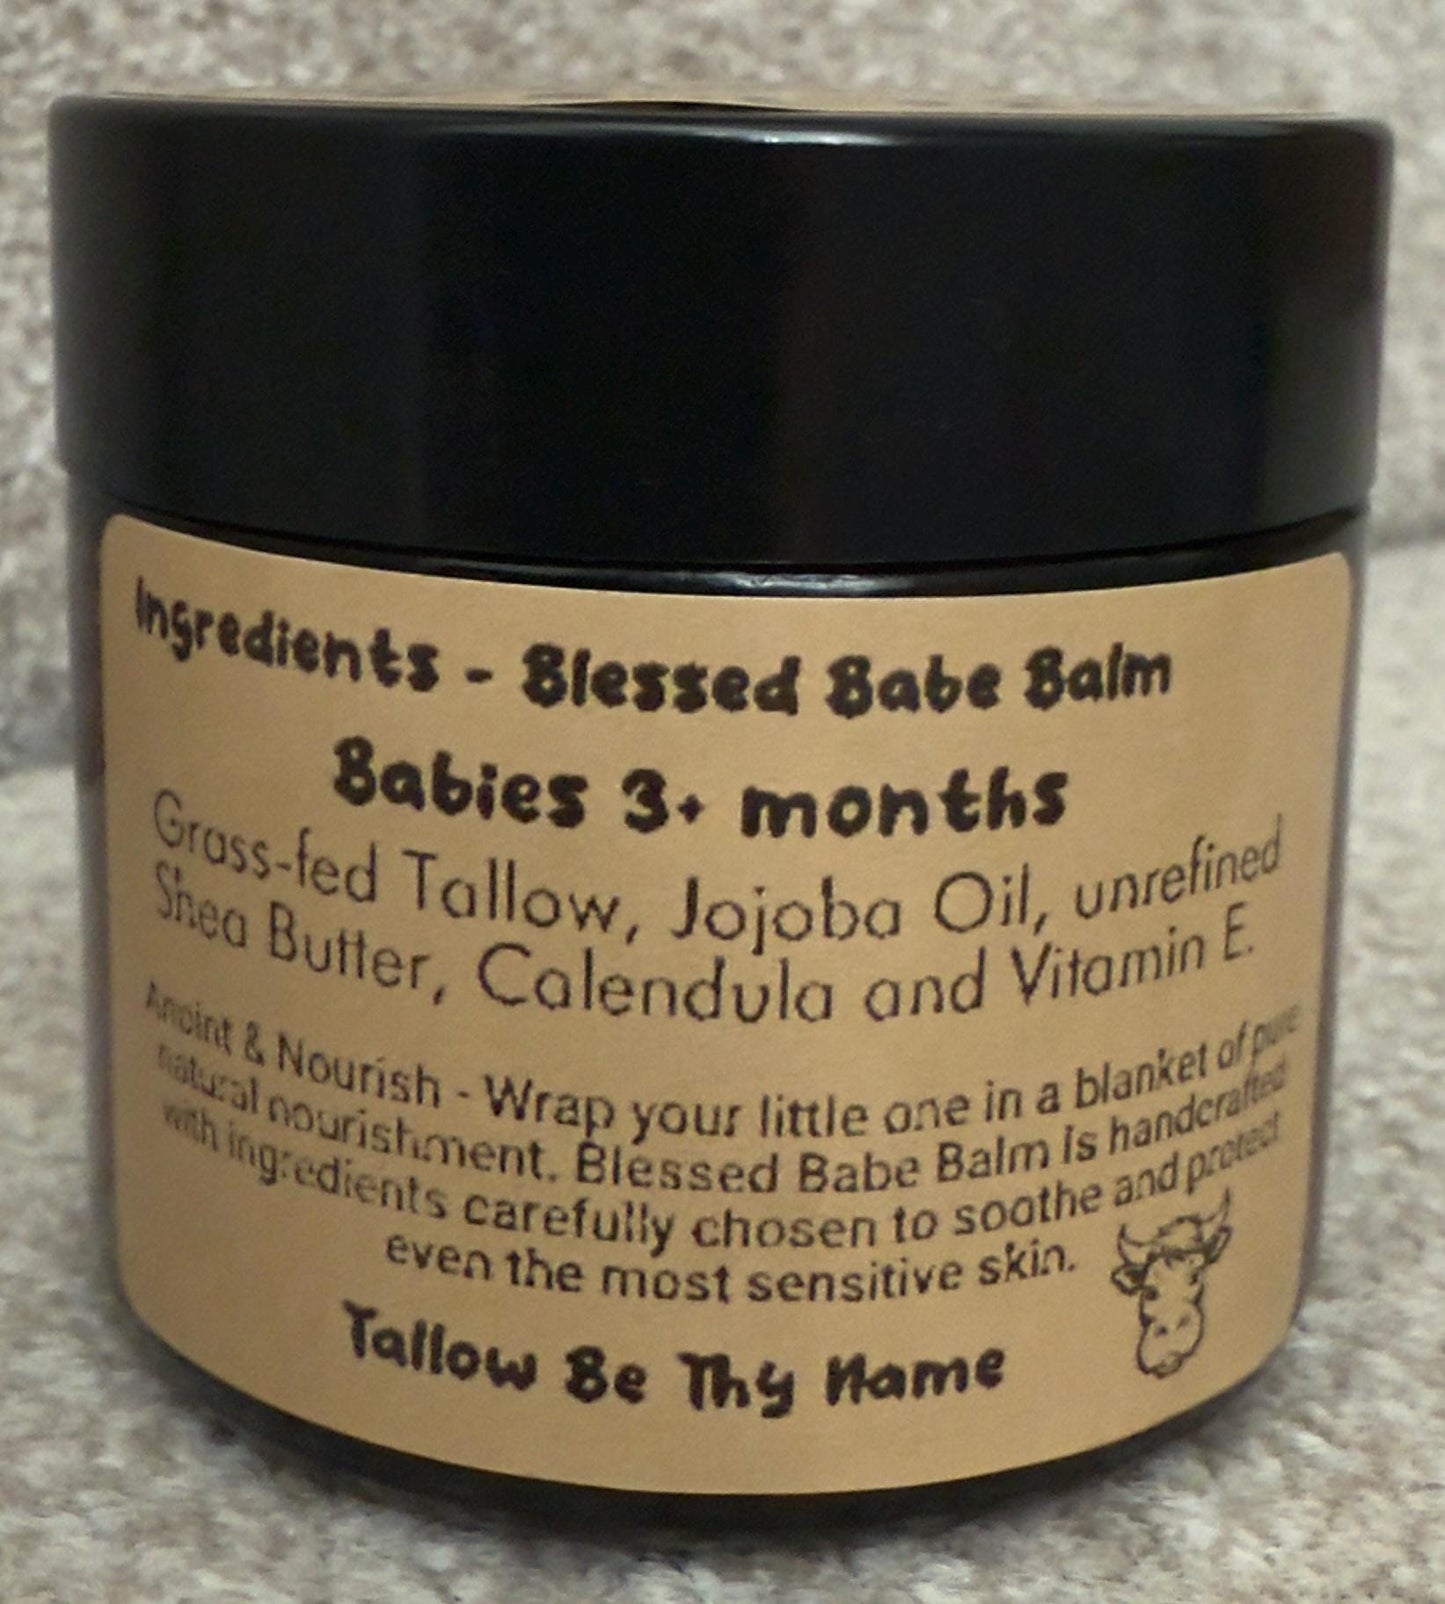 Ingredients - Blessed Babe Balm
Babies 3+ months
Grass-fed Tallow, Jojoba Oil, unrefined
Shea Butter, Calendula and Vitamin E.
Anoint & Nourish - Wrap your little one in a blanket of pure
natural nourishment. Blessed Babe Balm is handcrafted
with ingredients carefully chosen to soothe and protect
even the most sensitive skin.
Tallow Be Thy Name